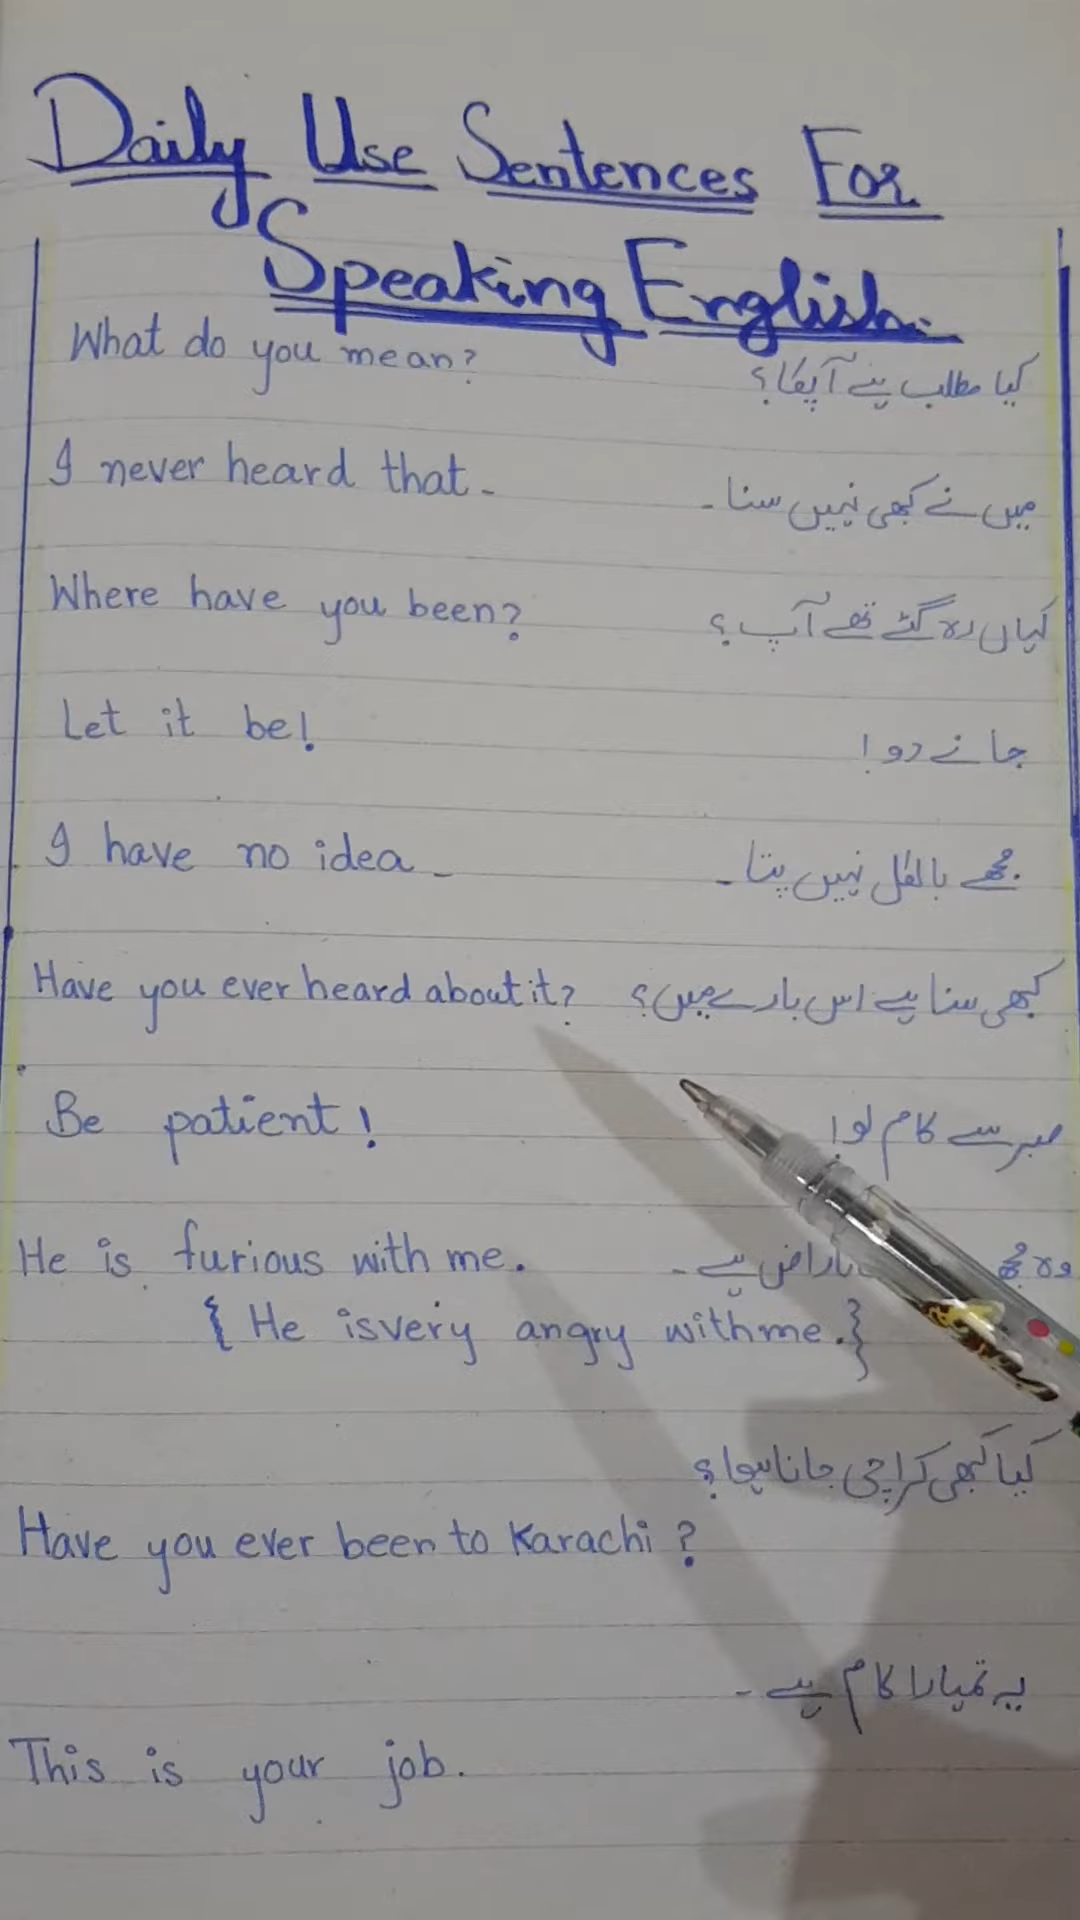 Daily Use Sentences For
Speaking English.
What do you mean? کیا مطلب ہے آپکا؟
I never heard that. میں نے کبھی نہیں سنا۔
Where have you been? کہاں رہ گئے تھے آپ؟
Let it be! جانے دو!
I have no idea. مجھے بالکل نہیں پتا۔
Have you ever heard about it? کبھی سنا ہے اس بارے میں؟
Be patient! صبر سے کام لو!
He is furious with me. وہ مجھ ناراض ہے۔
{ He is very angry with me. }
کیا کبھی کراچی جانا ہوا؟
Have you ever been to Karachi?
یہ تمہارا کام ہے۔
This is your job.